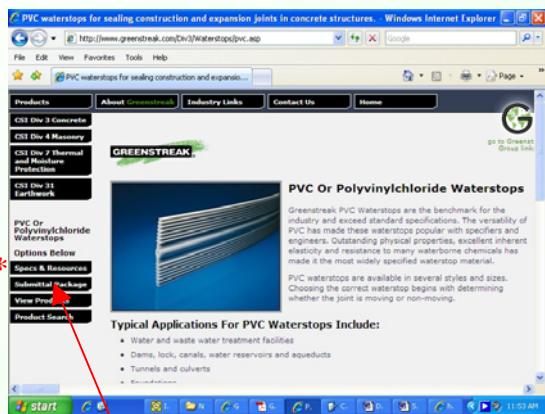 PVC waterstops for sealing construction and expansion joints in concrete structures. - Windows Internet Explorer
http://www.greenstreak.com/Div3/Waterstops/pvc.asp
Google
File Edit View Favorites Tools Help
PVC waterstops for sealing construction and expansio...
Page
Products
About Greenstreak
Industry Links
Contact Us
Home
CSI Div 3 Concrete
CSI Div 4 Masonry
CSI Div 7 Thermal
and Moisture
Protection
CSI Div 31
Earthwork
PVC Or
Polyvinylchloride
Waterstops
Options Below
*
Specs & Resources
Submittal Package
Product Search
G
go to Greenst
Group link
GREENSTREAK
PVC Or Polyvinylchloride Waterstops
Greenstreak PVC Waterstops are the benchmark for the
industry and exceed standard specifications. The versatility of
PVC has made these waterstops popular with specifiers and
engineers. Outstanding physical properties, excellent inherent
elasticity and resistance to many waterborne chemicals has
made it the most widely specified waterstop material.
PVC waterstops are available in several styles and sizes.
Choosing the correct waterstop begins with determining
whether the joint is moving or non-moving.
Typical Applications For PVC Waterstops Include:
Water and waste water treatment facilities
Dams, lock, canals, water reservoirs and aqueducts
Tunnels and culverts
start
11:53 AM